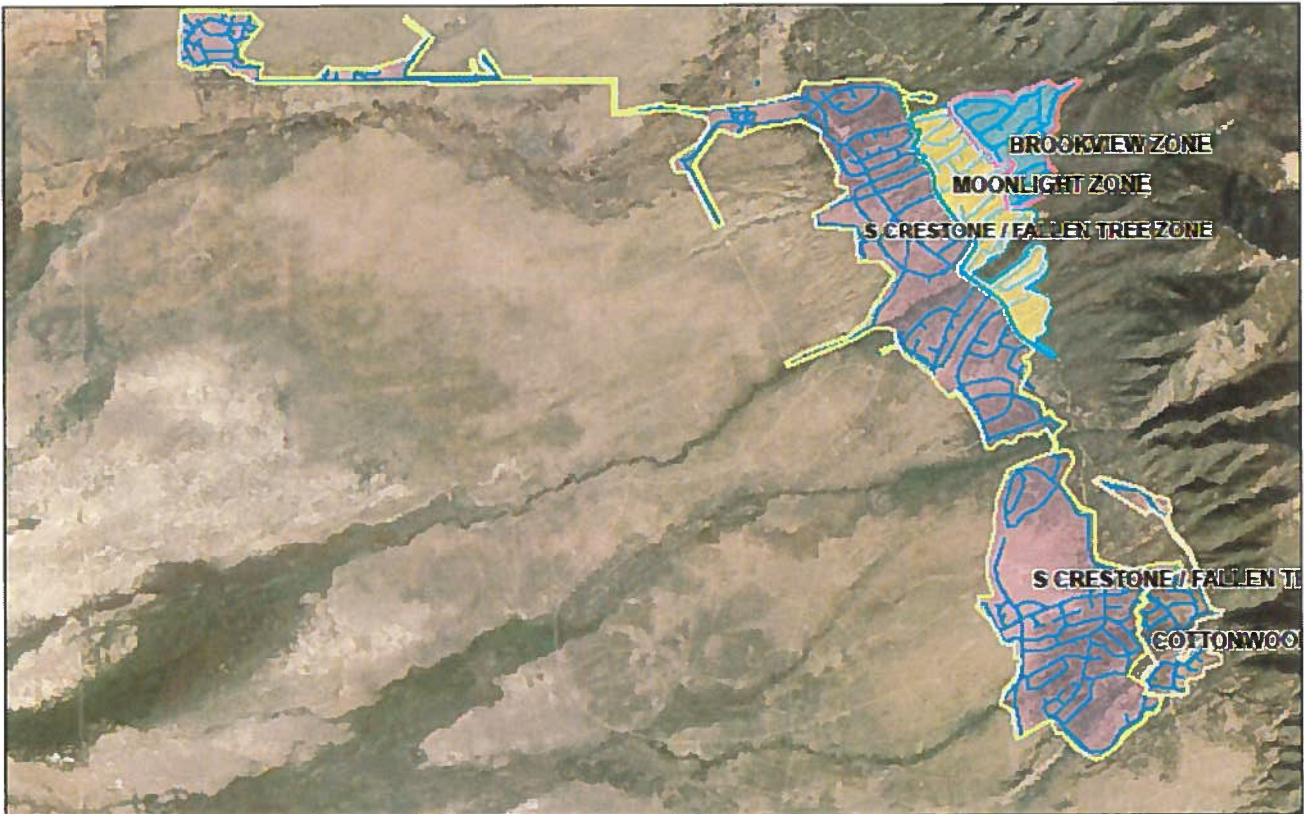 BROOKVIEW ZONE
MOONLIGHT ZONE
S CRESTONE / FALLEN TREE ZONE
S CRESTONE / FALLEN T
COTTONWOO